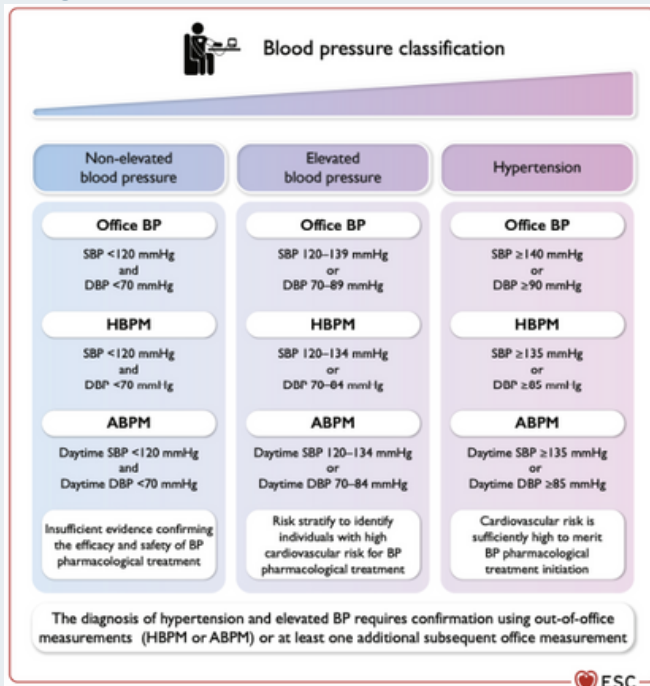 Blood pressure classification
Non-elevated
blood pressure
Elevated
blood pressure
Hypertension
Office BP
SBP <120 mmHg
and
DBP <70 mmHg
Office BP
SBP 120–139 mmHg
or
DBP 70–89 mmHg
Office BP
SBP ≥140 mmHg
or
DBP ≥90 mmHg
HBPM
SBP <120 mmHg
and
DBP <70 mmHg
HBPM
SBP 120–134 mmHg
or
DBP 70–84 mmHg
HBPM
SBP ≥135 mmHg
or
DBP ≥85 mmHg
ABPM
Daytime SBP <120 mmHg
and
Daytime DBP <70 mmHg
ABPM
Daytime SBP 120–134 mmHg
or
Daytime DBP 70–84 mmHg
ABPM
Daytime SBP ≥135 mmHg
or
Daytime DBP ≥85 mmHg
Insufficient evidence confirming
the efficacy and safety of BP
pharmacological treatment
Risk stratify to identify
individuals with high
cardiovascular risk for BP
pharmacological treatment
Cardiovascular risk is
sufficiently high to merit
BP pharmacological
treatment initiation
The diagnosis of hypertension and elevated BP requires confirmation using out-of-office
measurements (HBPM or ABPM) or at least one additional subsequent office measurement
ESC